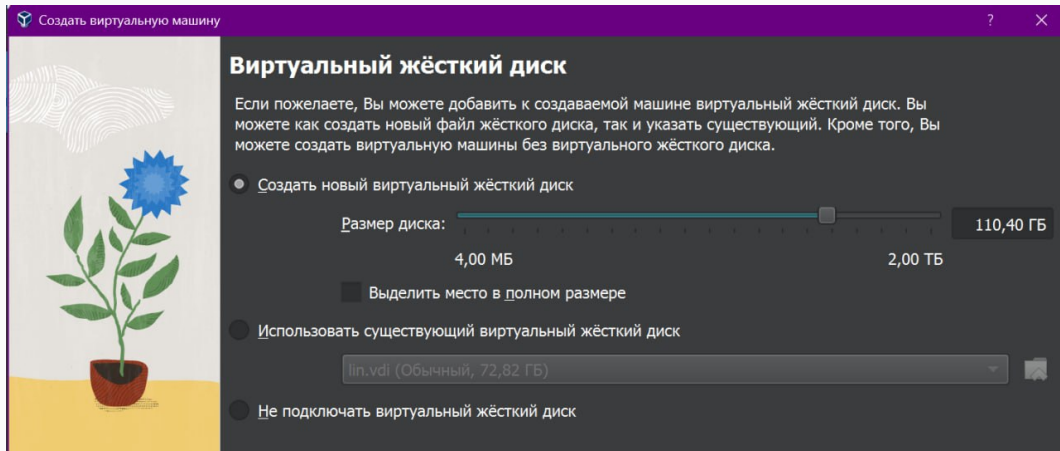 Создать виртуальную машину
Виртуальный жёсткий диск
Если пожелаете, Вы можете добавить к создаваемой машине виртуальный жёсткий диск. Вы
можете как создать новый файл жёсткого диска, так и указать существующий. Кроме того, Вы
можете создать виртуальную машины без виртуального жёсткого диска.
Создать новый виртуальный жёсткий диск
Размер диска: 110,40 ГБ
4,00 МБ 2,00 ТБ
Выделить место в полном размере
Использовать существующий виртуальный жёсткий диск
lin.vdi (Обычный, 72,82 ГБ)
Не подключать виртуальный жёсткий диск